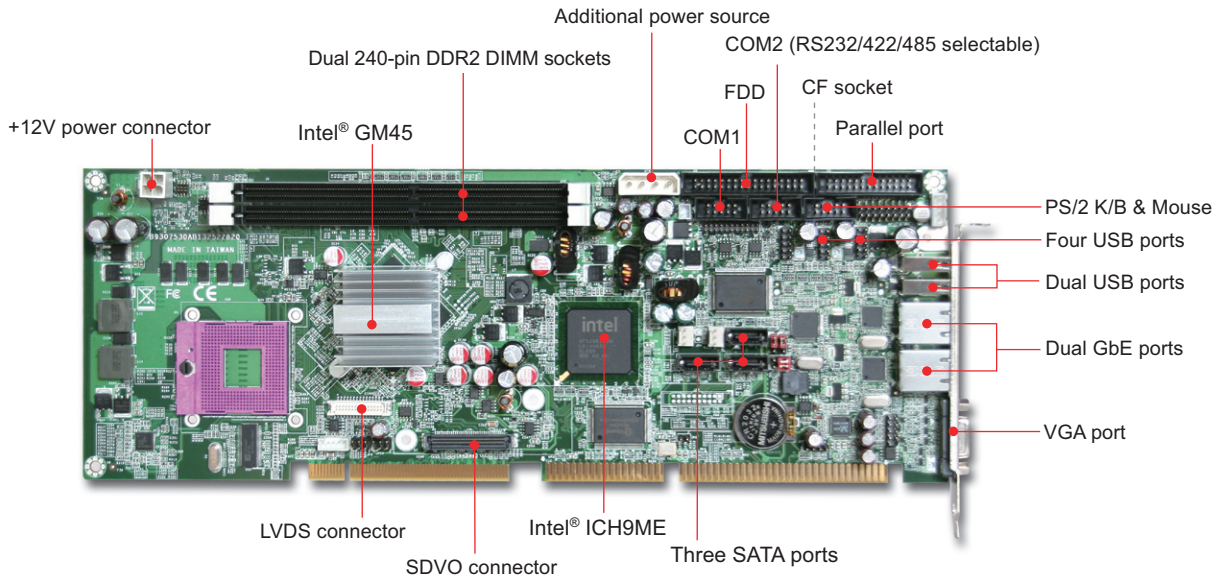 Additional power source
COM2 (RS232/422/485 selectable)
Dual 240-pin DDR2 DIMM sockets
FDD
CF socket
+12V power connector
Intel® GM45
COM1
Parallel port
PS/2 K/B & Mouse
Four USB ports
MADE IN TAIWAN
Dual USB ports
FC CE
intel
Dual GbE ports
VGA port
LVDS connector
Intel® ICH9ME
Three SATA ports
SDVO connector